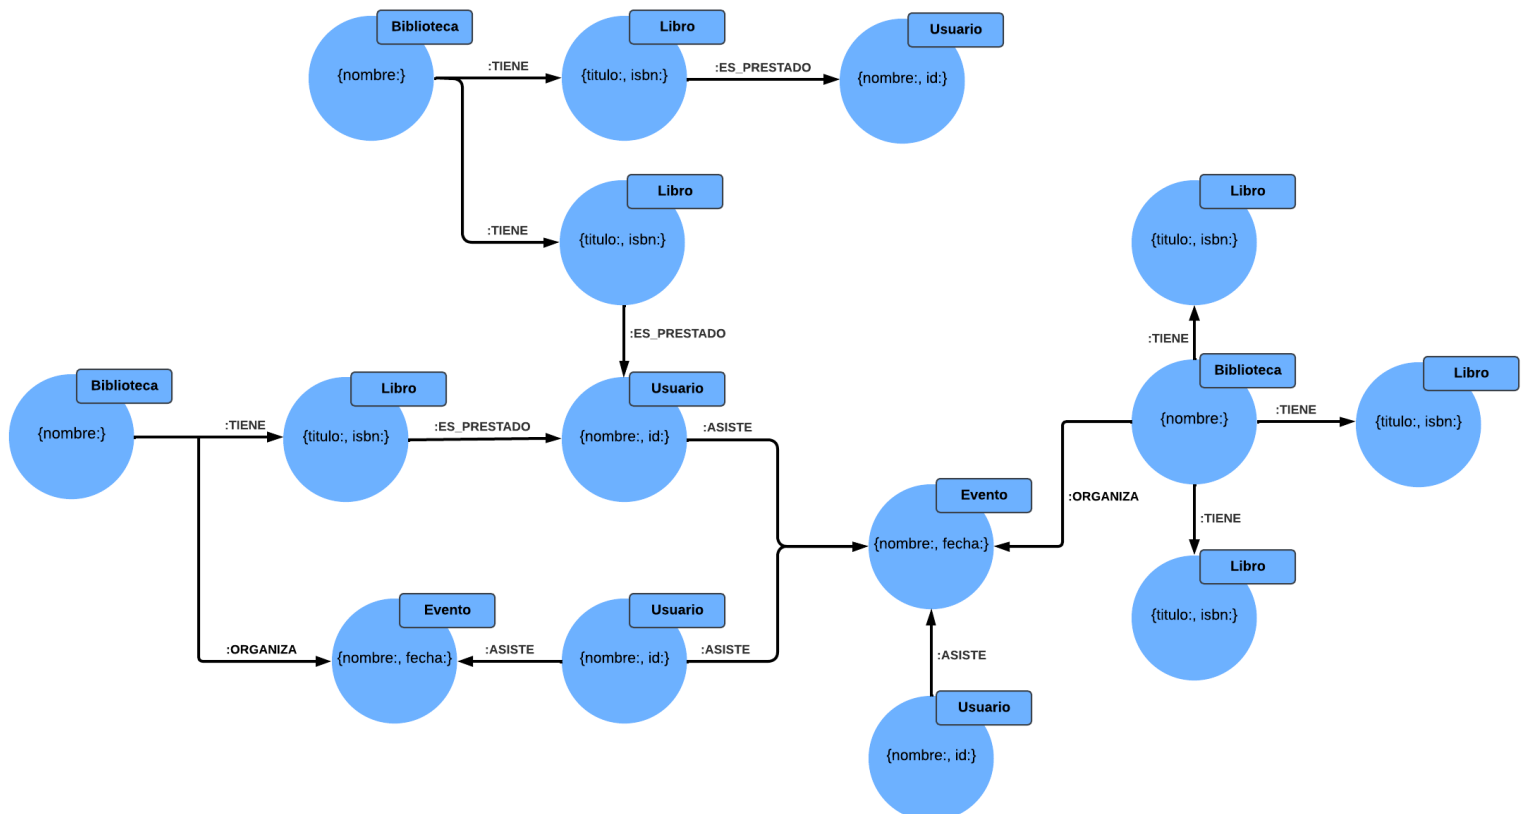 Biblioteca
{nombre:}
:TIENE
Libro
{titulo:, isbn:}
:ES_PRESTADO
Usuario
{nombre:, id:}
:TIENE
Libro
{titulo:, isbn:}
:ES_PRESTADO
Libro
{titulo:, isbn:}
:TIENE
Biblioteca
{nombre:}
:TIENE
Libro
{titulo:, isbn:}
:ES_PRESTADO
Usuario
{nombre:, id:}
:ASISTE
Biblioteca
{nombre:}
:TIENE
Libro
{titulo:, isbn:}
:ORGANIZA
:TIENE
Evento
{nombre:, fecha:}
Libro
{titulo:, isbn:}
:ORGANIZA
Evento
{nombre:, fecha:}
:ASISTE
Usuario
{nombre:, id:}
:ASISTE
:ASISTE
Usuario
{nombre:, id:}